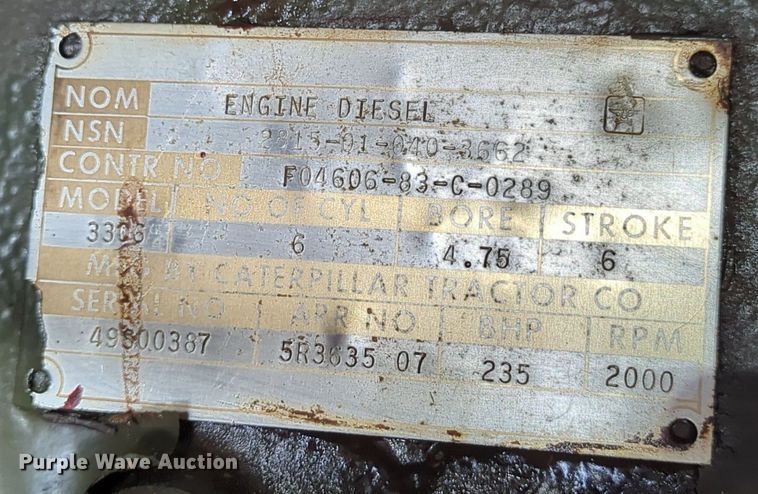 NOM ENGINE DIESEL
NSN 2815-01-040-3662
CONTR NO F04606-83-C-0289
MODEL NO OF CYL BORE STROKE
3306 6 4.75 6
MFG BY CATERPILLAR TRACTOR CO
SERIAL NO ARR NO BHP RPM
49S00387 5R3635 07 235 2000
Purple Wave Auction